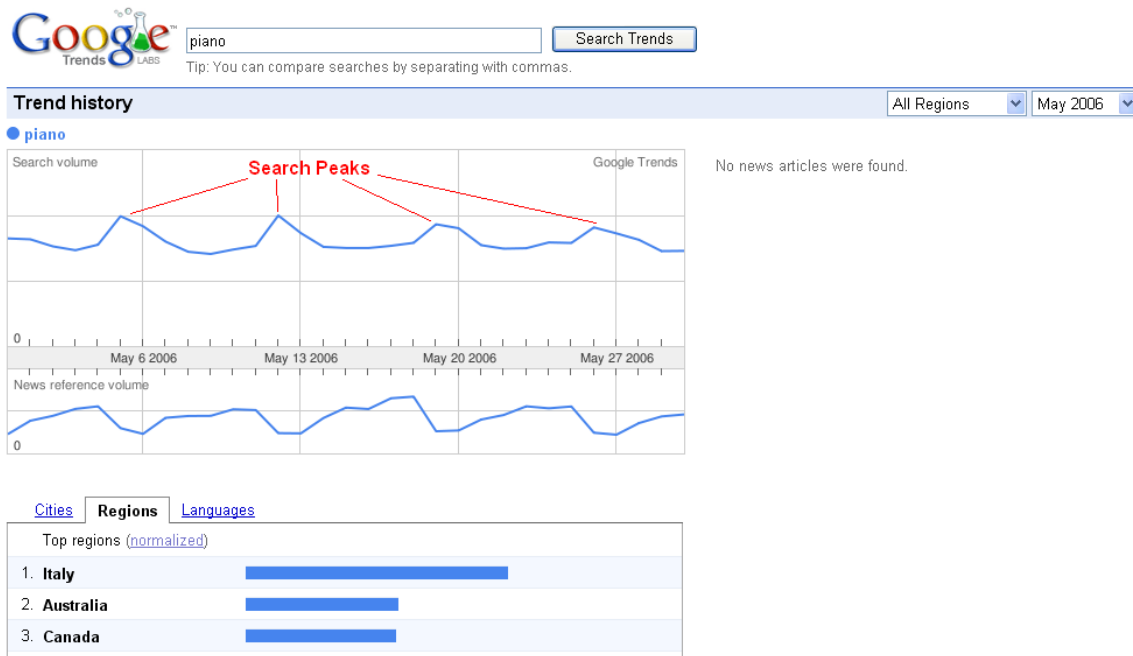 Google™
Trends LABS
piano
Search Trends
Tip: You can compare searches by separating with commas.
Trend history
All Regions
May 2006
piano
Search volume
Search Peaks
Google Trends
No news articles were found.
0
May 6 2006
May 13 2006
May 20 2006
May 27 2006
News reference volume
0
Cities
Regions
Languages
Top regions (normalized)
1. Italy
2. Australia
3. Canada